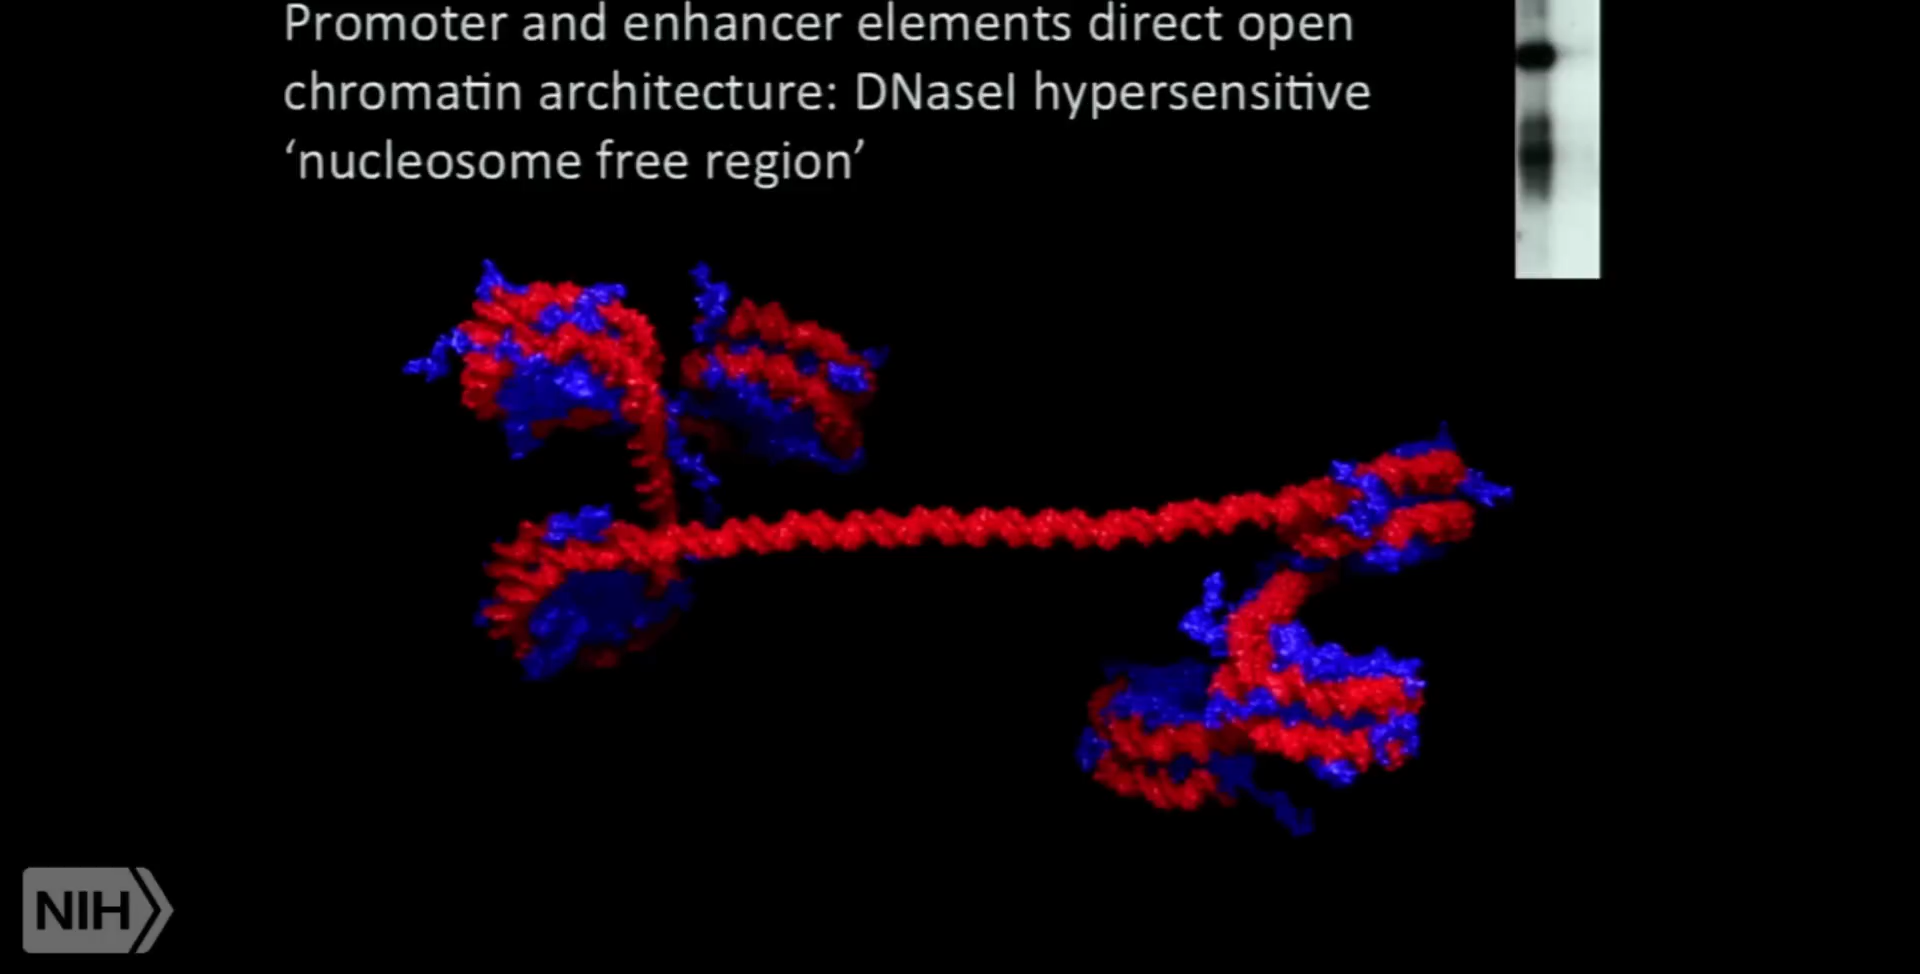 Promoter and enhancer elements direct open
chromatin architecture: DNaseI hypersensitive
‘nucleosome free region’
NIH